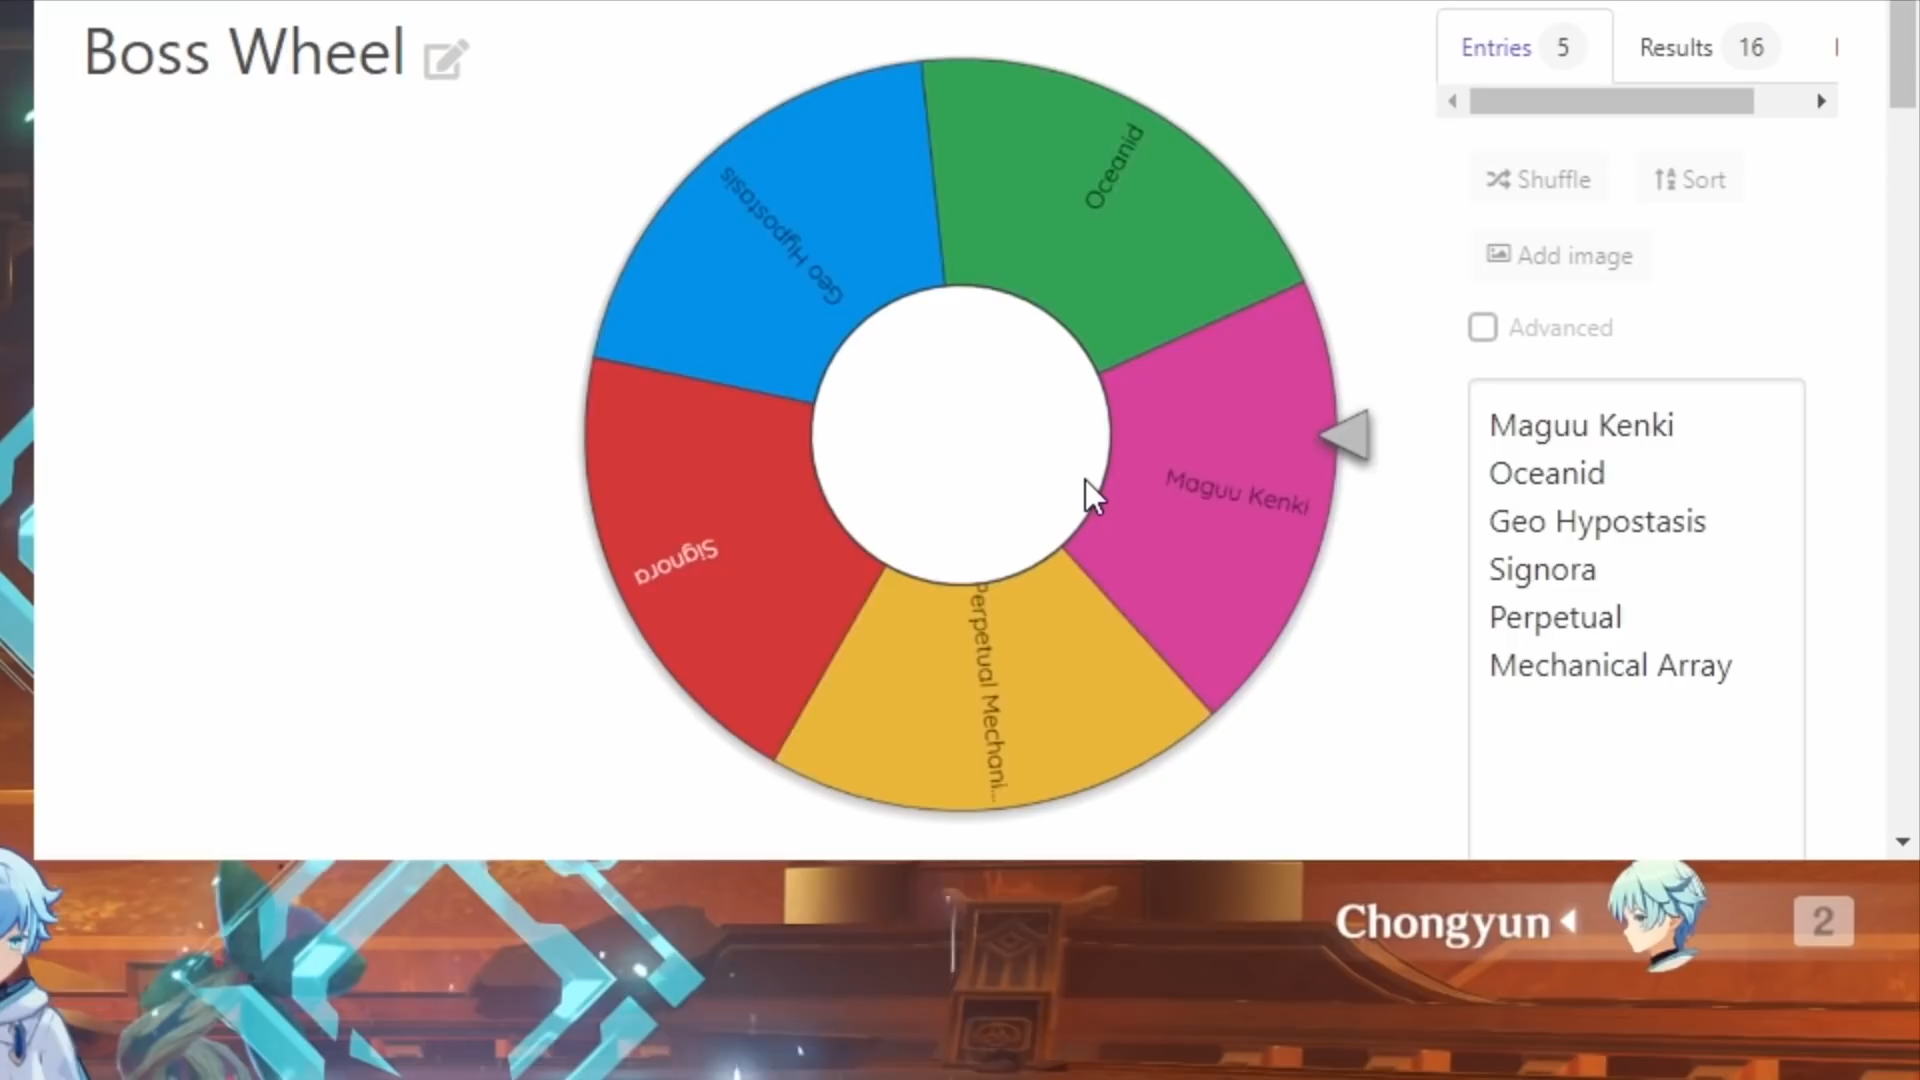 Boss Wheel
Entries 5
Results 16
Shuffle
Sort
Add image
Advanced
Maguu Kenki
Oceanid
Geo Hypostasis
Signora
Perpetual
Mechanical Array
Oceanid
Geo Hypostasis
Maguu Kenki
Signora
Perpetual Mechani...
Chongyun
2